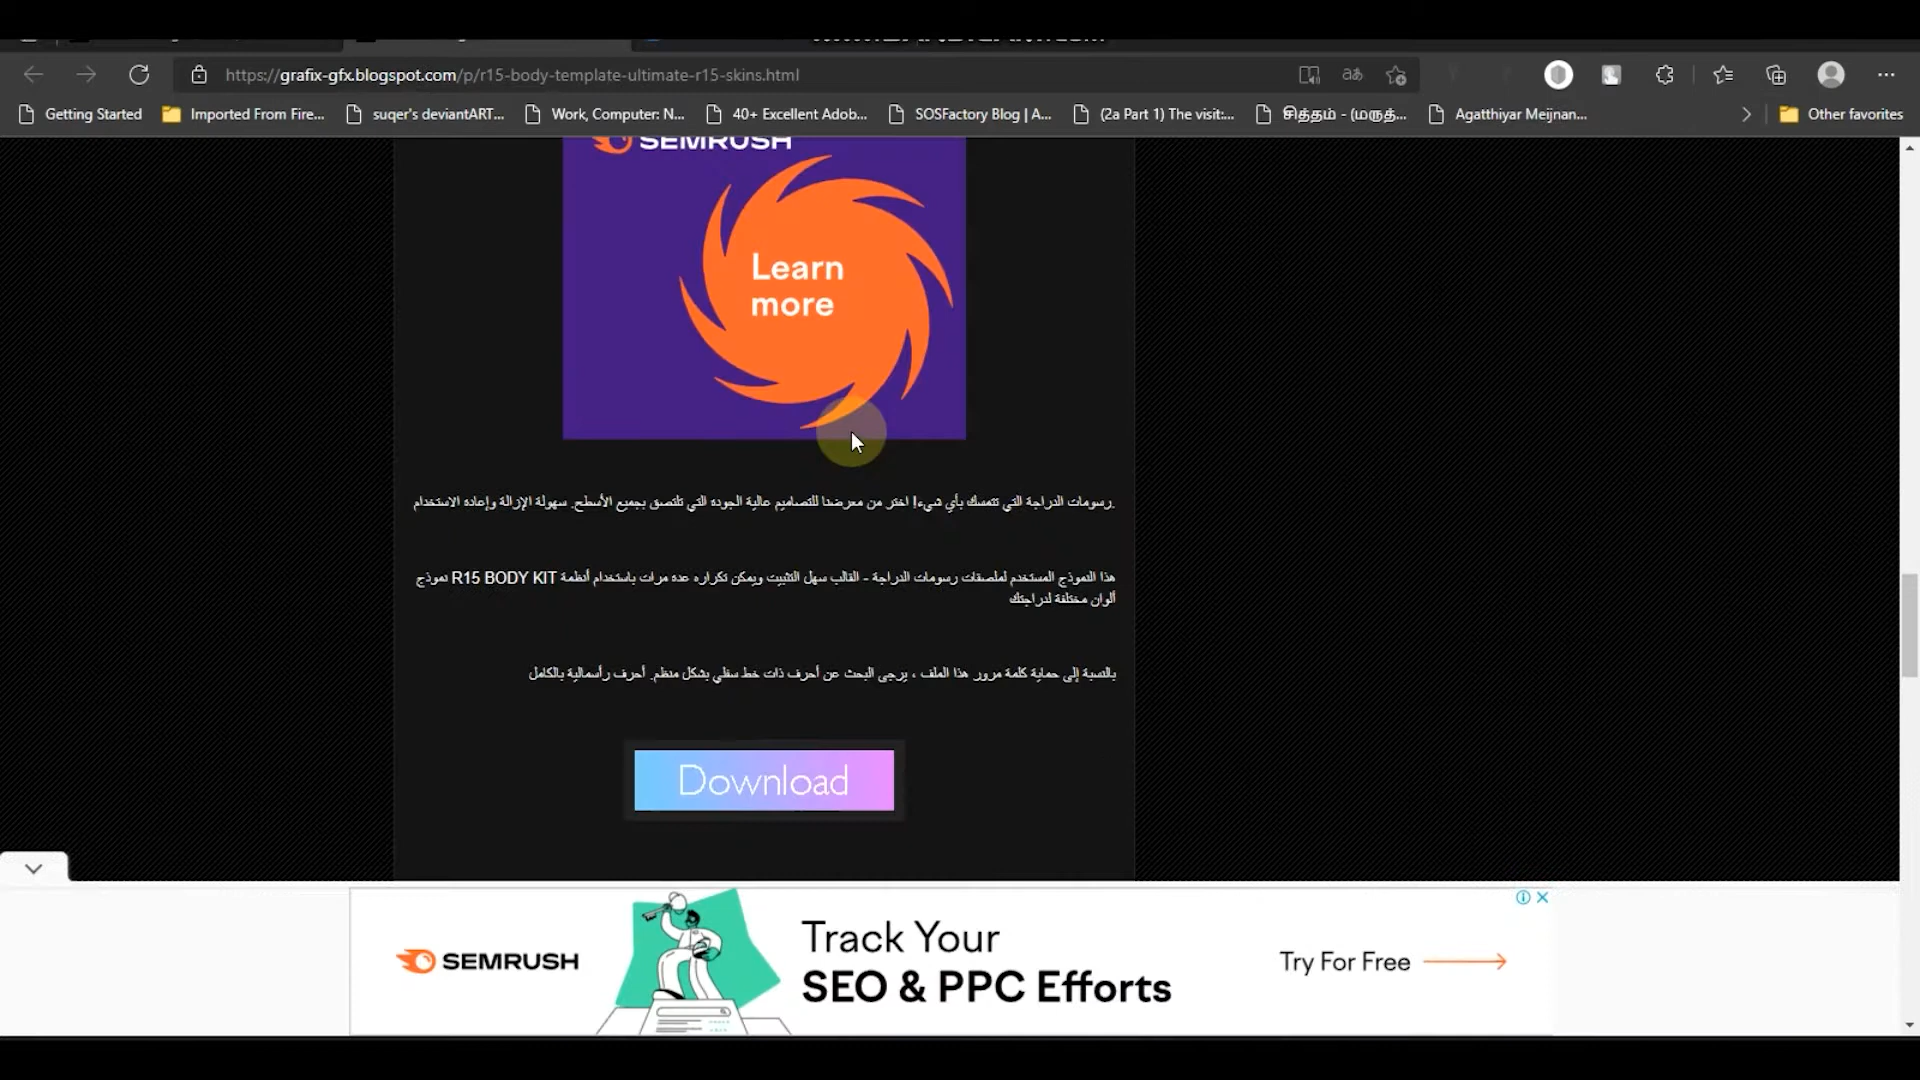 https://grafix-gfx.blogspot.com/p/r15-body-template-ultimate-r15-skins.html
Getting Started
Imported From Fire...
suqer's deviantART...
Work, Computer: N...
40+ Excellent Adob...
SOSFactory Blog | A...
(2a Part 1) The visit:...
Agatthiyar Meijnan...
Other favorites
SEMRUSH
Learn
more
رسومات الدراجة التي تتمسك بأي شيء! اختر من معرضنا للتصاميم عالية الجودة التي تلتصق بجميع الأسطح. سهولة الإزالة وإعادة الاستخدام.
هذا النموذج المستخدم لملصقات رسومات الدراجة - القالب سهل التثبيت ويمكن تكراره عدة مرات باستخدام أنظمة R15 BODY KIT نموذج
ألوان مختلفة لدراجتك
بالنسبة إلى حماية كلمة مرور هذا الملف ، يرجى البحث عن أحرف ذات خط سفلي بشكل منظم. أحرف رأسمالية بالكامل
Download
SEMRUSH
Track Your
SEO & PPC Efforts
Try For Free